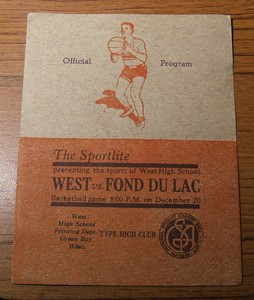 Official Program
The Sportlite
presenting the sports of West High School
WEST vs. FOND DU LAC
Basketball game 8:00 P.M. on December 20
West
High School
Printing Dept.
Green Bay
Wisc.
TYPE HIGH CLUB